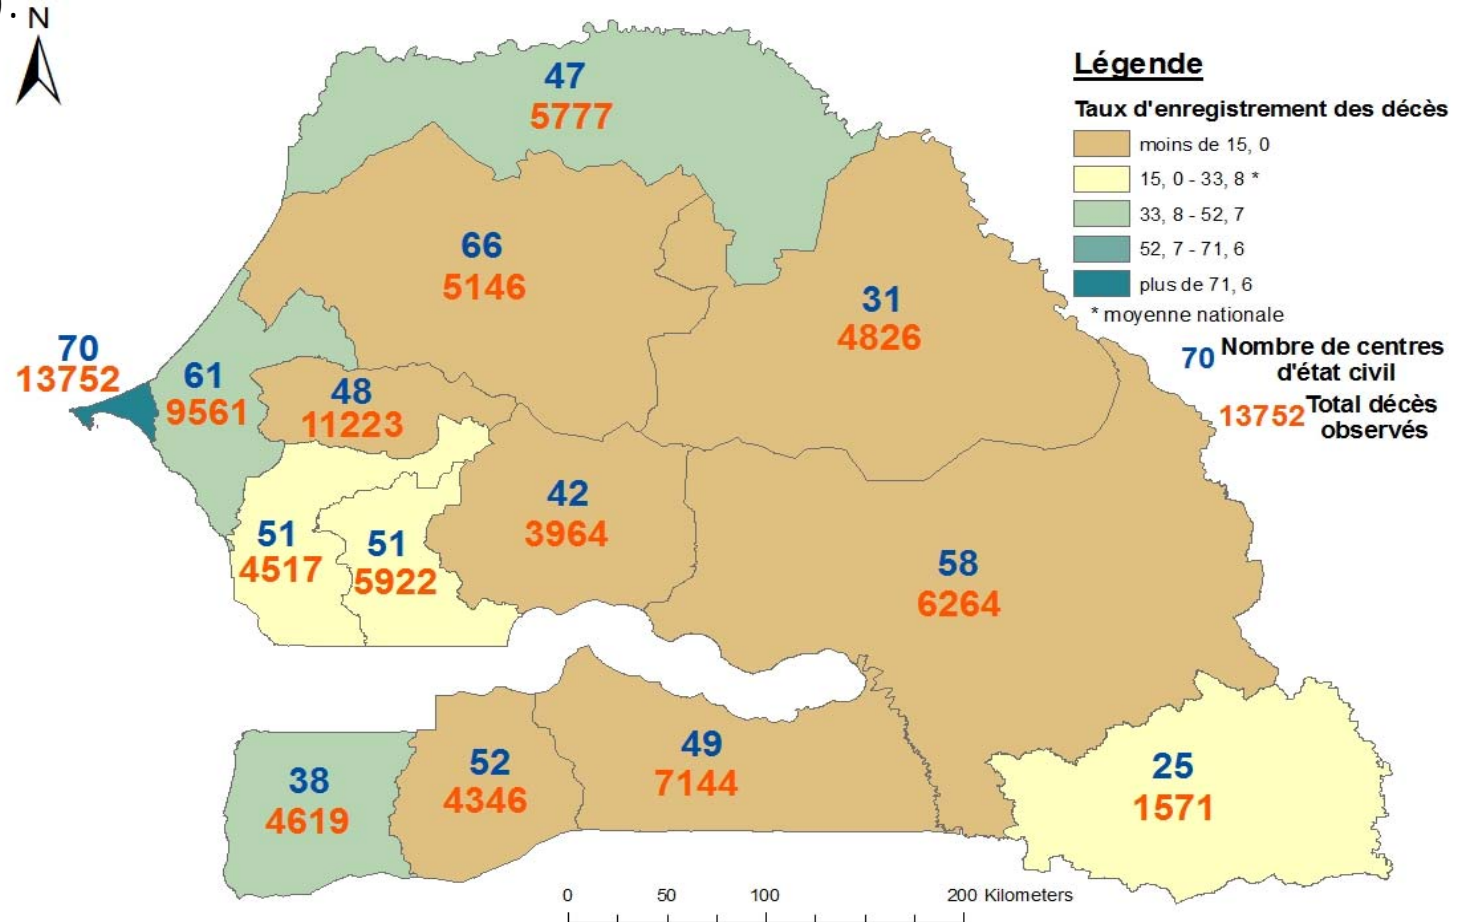 ).
N
Légende
Taux d'enregistrement des décès
moins de 15, 0
15, 0 - 33, 8 *
33, 8 - 52, 7
52, 7 - 71, 6
plus de 71, 6
* moyenne nationale
70 Nombre de centres
d'état civil
13752 Total décès
observés
47
5777
66
5146
31
4826
70
13752
61
9561
48
11223
42
3964
51
4517
51
5922
58
6264
38
4619
52
4346
49
7144
25
1571
0 50 100 200 Kilometers